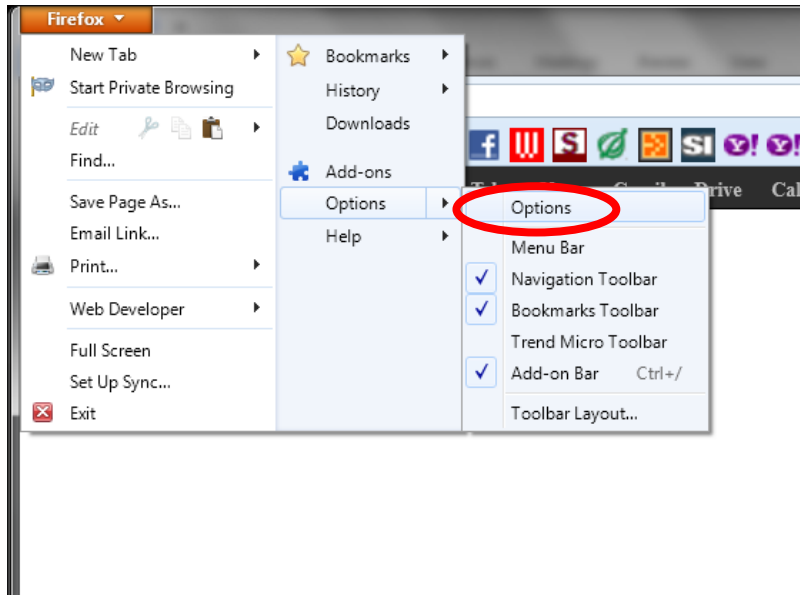 Firefox
New Tab
Start Private Browsing
Edit
Find...
Save Page As...
Email Link...
Print...
Web Developer
Full Screen
Set Up Sync...
Exit
Bookmarks
History
Downloads
Add-ons
Options
Help
Options
Menu Bar
Navigation Toolbar
Bookmarks Toolbar
Trend Micro Toolbar
Add-on Bar Ctrl+/
Toolbar Layout...
f W S SI Y! Y!
Drive Cal